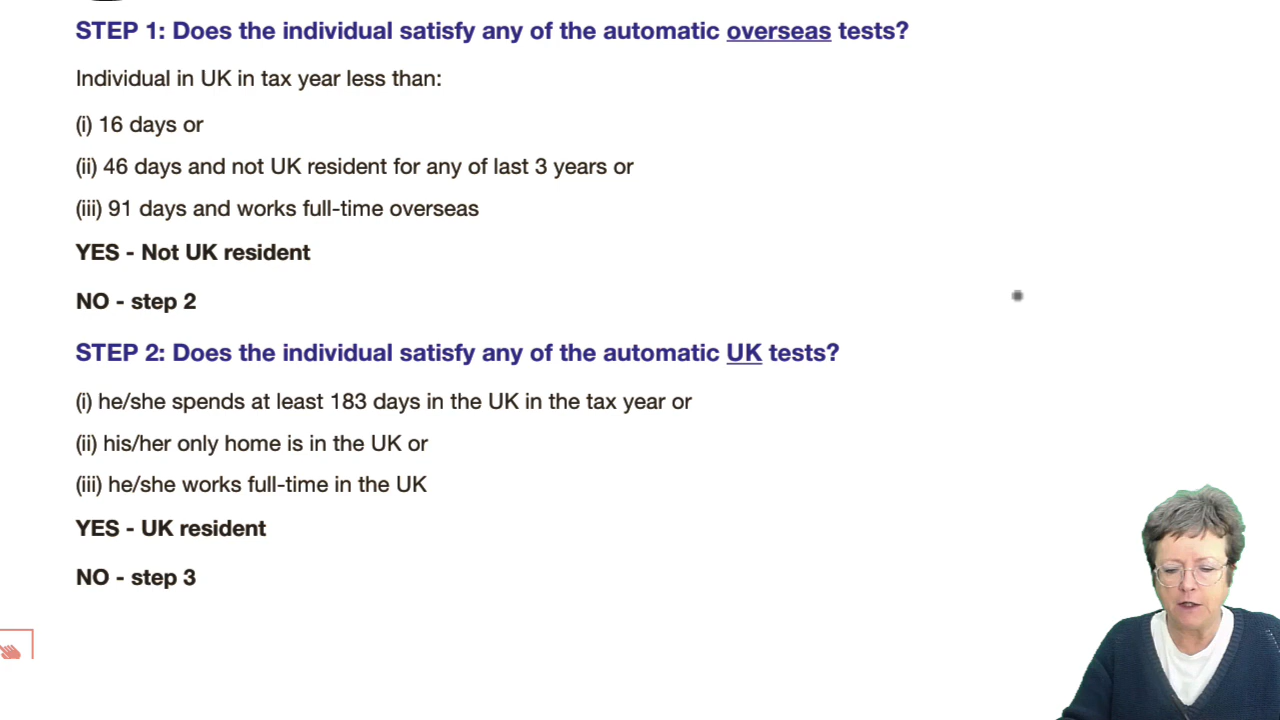 STEP 1: Does the individual satisfy any of the automatic overseas tests?
Individual in UK in tax year less than:
(i) 16 days or
(ii) 46 days and not UK resident for any of last 3 years or
(iii) 91 days and works full-time overseas
YES - Not UK resident
NO - step 2
STEP 2: Does the individual satisfy any of the automatic UK tests?
(i) he/she spends at least 183 days in the UK in the tax year or
(ii) his/her only home is in the UK or
(iii) he/she works full-time in the UK
YES - UK resident
NO - step 3